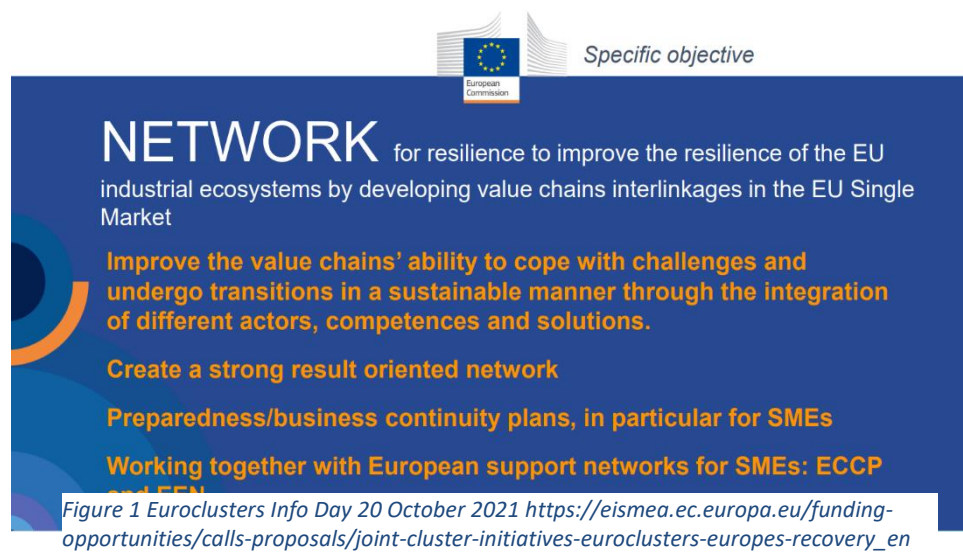 Specific objective
European
Commission
NETWORK for resilience to improve the resilience of the EU
industrial ecosystems by developing value chains interlinkages in the EU Single
Market
Improve the value chains' ability to cope with challenges and
undergo transitions in a sustainable manner through the integration
of different actors, competences and solutions.
Create a strong result oriented network
Preparedness/business continuity plans, in particular for SMEs
Working together with European support networks for SMEs: ECCP
Figure 1 Euroclusters Info Day 20 October 2021 https://eismea.ec.europa.eu/funding-
opportunities/calls-proposals/joint-cluster-initiatives-euroclusters-europes-recovery_en